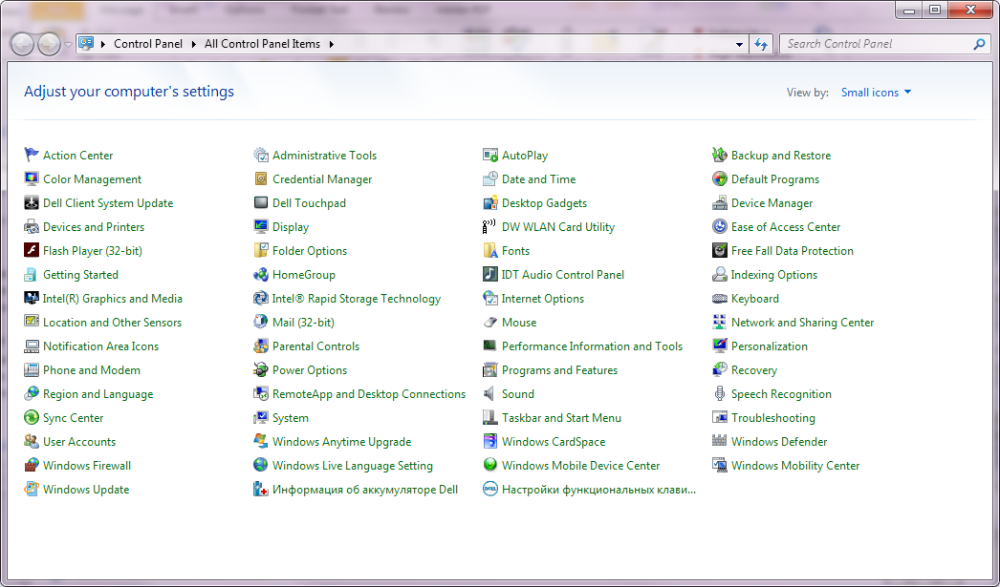 Control Panel All Control Panel Items Search Control Panel
Adjust your computer's settings View by: Small icons
Action Center Administrative Tools AutoPlay Backup and Restore
Color Management Credential Manager Date and Time Default Programs
Dell Client System Update Dell Touchpad Desktop Gadgets Device Manager
Devices and Printers Display DW WLAN Card Utility Ease of Access Center
Flash Player (32-bit) Folder Options Fonts Free Fall Data Protection
Getting Started HomeGroup IDT Audio Control Panel Indexing Options
Intel(R) Graphics and Media Intel® Rapid Storage Technology Internet Options Keyboard
Location and Other Sensors Mail (32-bit) Mouse Network and Sharing Center
Notification Area Icons Parental Controls Performance Information and Tools Personalization
Phone and Modem Power Options Programs and Features Recovery
Region and Language RemoteApp and Desktop Connections Sound Speech Recognition
Sync Center System Taskbar and Start Menu Troubleshooting
User Accounts Windows Anytime Upgrade Windows CardSpace Windows Defender
Windows Firewall Windows Live Language Setting Windows Mobile Device Center Windows Mobility Center
Windows Update Информация об аккумуляторе Dell Настройки функциональных клави...